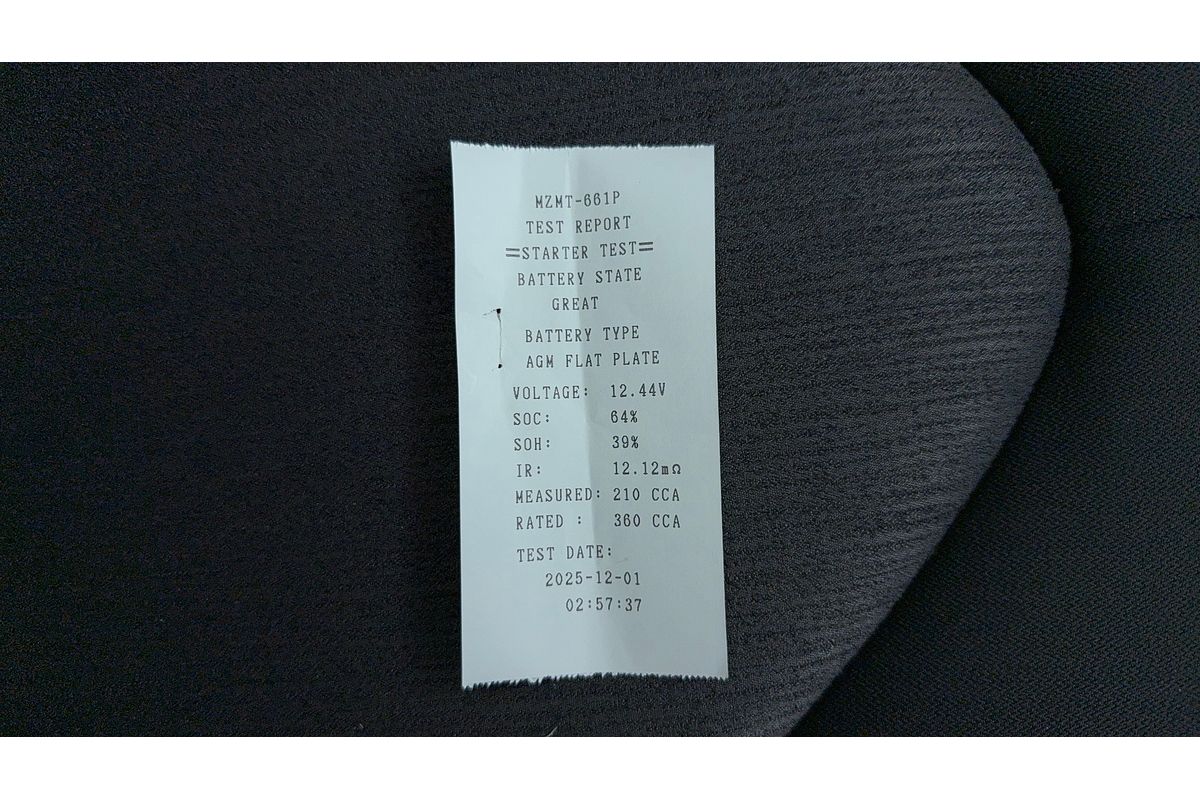 MZMT-661P
TEST REPORT
=STARTER TEST=
BATTERY STATE
GREAT
BATTERY TYPE
AGM FLAT PLATE
VOLTAGE: 12.44V
SOC: 64%
SOH: 39%
IR: 12.12mΩ
MEASURED: 210 CCA
RATED : 360 CCA
TEST DATE:
2025-12-01
02:57:37